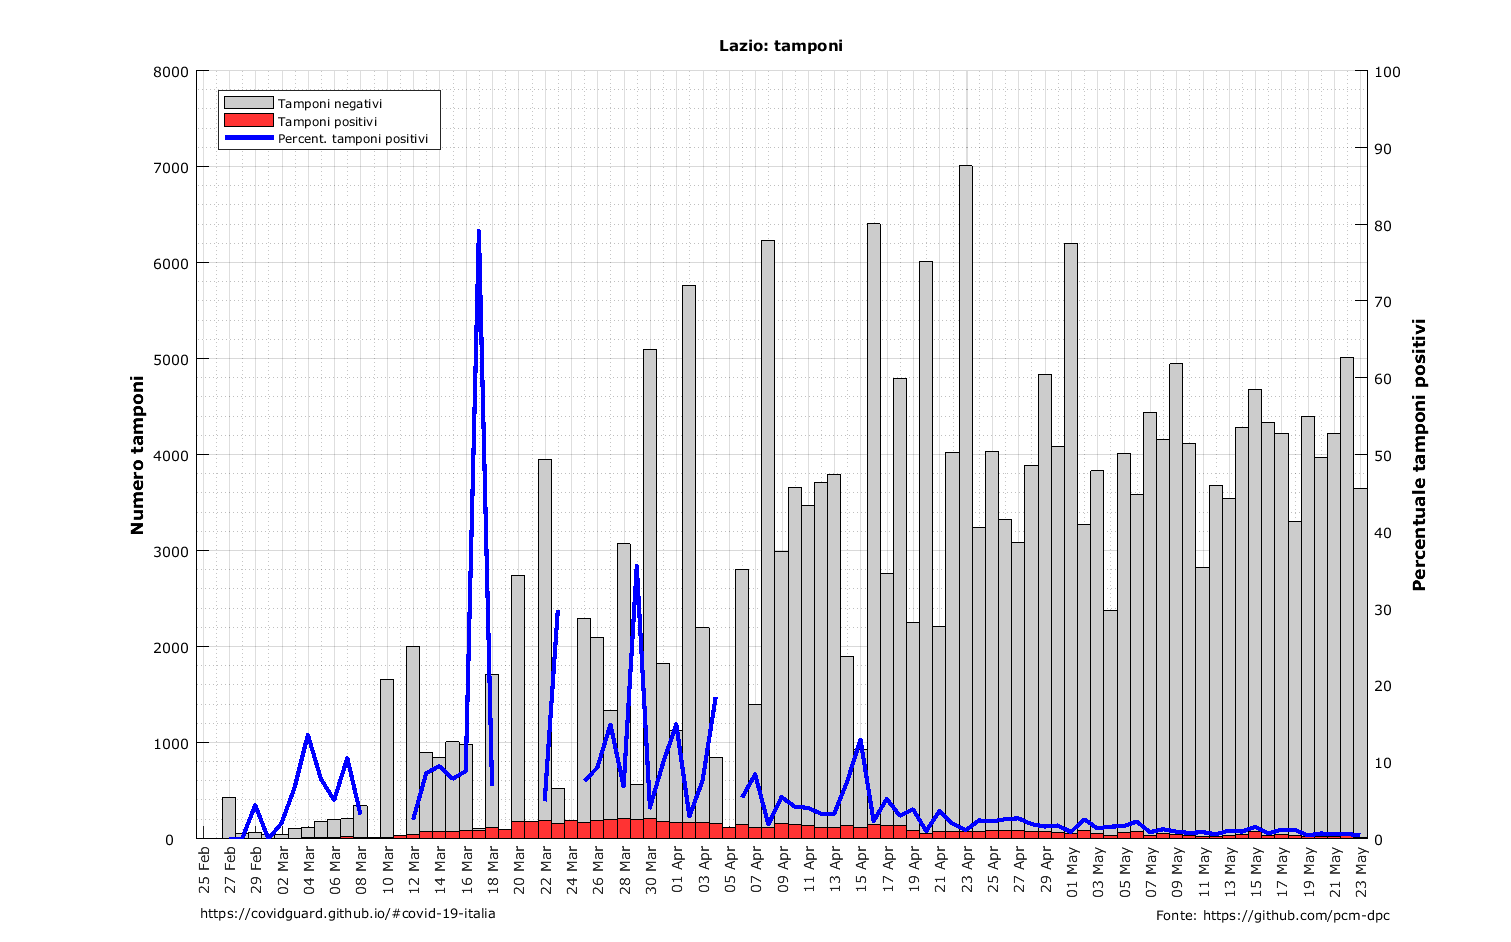 Lazio: tamponi
Tamponi negativi
Tamponi positivi
Percent. tamponi positivi
Numero tamponi
8000
7000
6000
5000
4000
3000
2000
1000
0
Percentuale tamponi positivi
100
90
80
70
60
50
40
30
20
10
0
25 Feb
27 Feb
29 Feb
02 Mar
04 Mar
06 Mar
08 Mar
10 Mar
12 Mar
14 Mar
16 Mar
18 Mar
20 Mar
22 Mar
24 Mar
26 Mar
28 Mar
30 Mar
01 Apr
03 Apr
05 Apr
07 Apr
09 Apr
11 Apr
13 Apr
15 Apr
17 Apr
19 Apr
21 Apr
23 Apr
25 Apr
27 Apr
29 Apr
01 May
03 May
05 May
07 May
09 May
11 May
13 May
15 May
17 May
19 May
21 May
23 May
https://covidguard.github.io/#covid-19-italia
Fonte: https://github.com/pcm-dpc